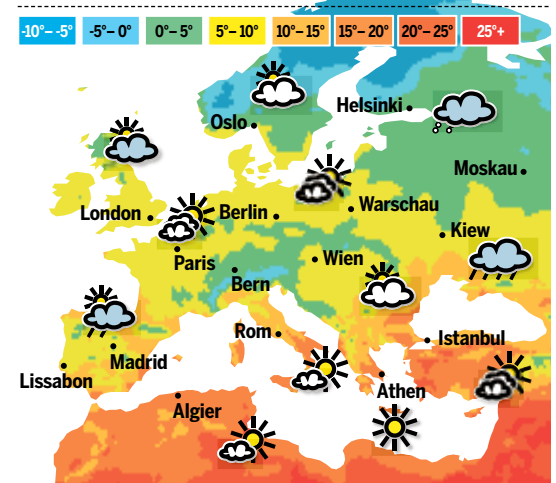 -10°– -5° -5°– 0° 0°– 5° 5°– 10° 10°– 15° 15°– 20° 20°– 25° 25°+
Helsinki
Oslo
Moskau
London
Berlin
Warschau
Kiew
Paris
Wien
Bern
Rom
Istanbul
Madrid
Lissabon
Athen
Algier